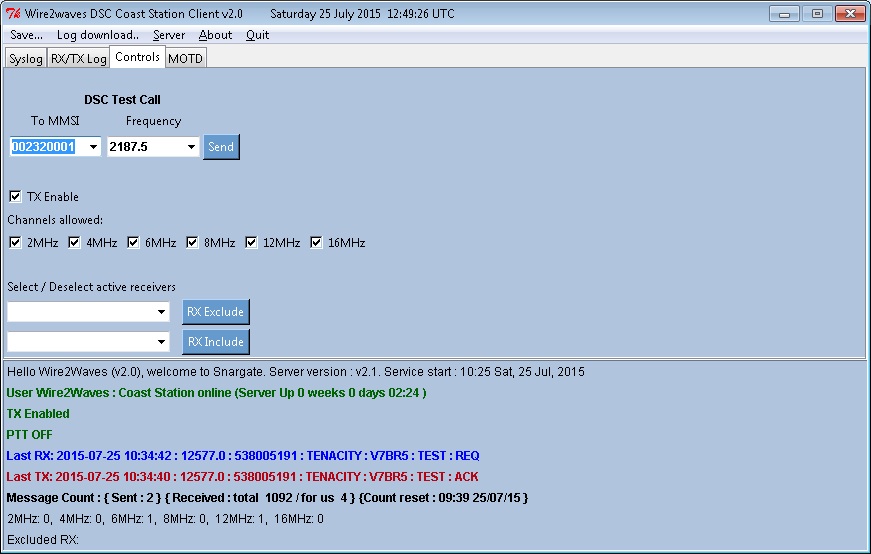 Wire2waves DSC Coast Station Client v2.0 Saturday 25 July 2015 12:49:26 UTC
Save... Log download.. Server About Quit
Syslog RX/TX Log Controls MOTD
DSC Test Call
To MMSI Frequency
002320001 2187.5 Send
TX Enable
Channels allowed:
2MHz 4MHz 6MHz 8MHz 12MHz 16MHz
Select / Deselect active receivers
RX Exclude
RX Include
Hello Wire2Waves (v2.0), welcome to Snargate. Server version : v2.1. Service start : 10:25 Sat, 25 Jul, 2015
User Wire2Waves : Coast Station online (Server Up 0 weeks 0 days 02:24 )
TX Enabled
PTT OFF
Last RX: 2015-07-25 10:34:42 : 12577.0 : 538005191 : TENACITY : V7BR5 : TEST : REQ
Last TX: 2015-07-25 10:34:40 : 12577.0 : 538005191 : TENACITY : V7BR5 : TEST : ACK
Message Count : { Sent : 2 } { Received : total 1092 / for us 4 } {Count reset : 09:39 25/07/15 }
2MHz: 0, 4MHz: 0, 6MHz: 1, 8MHz: 0, 12MHz: 1, 16MHz: 0
Excluded RX: